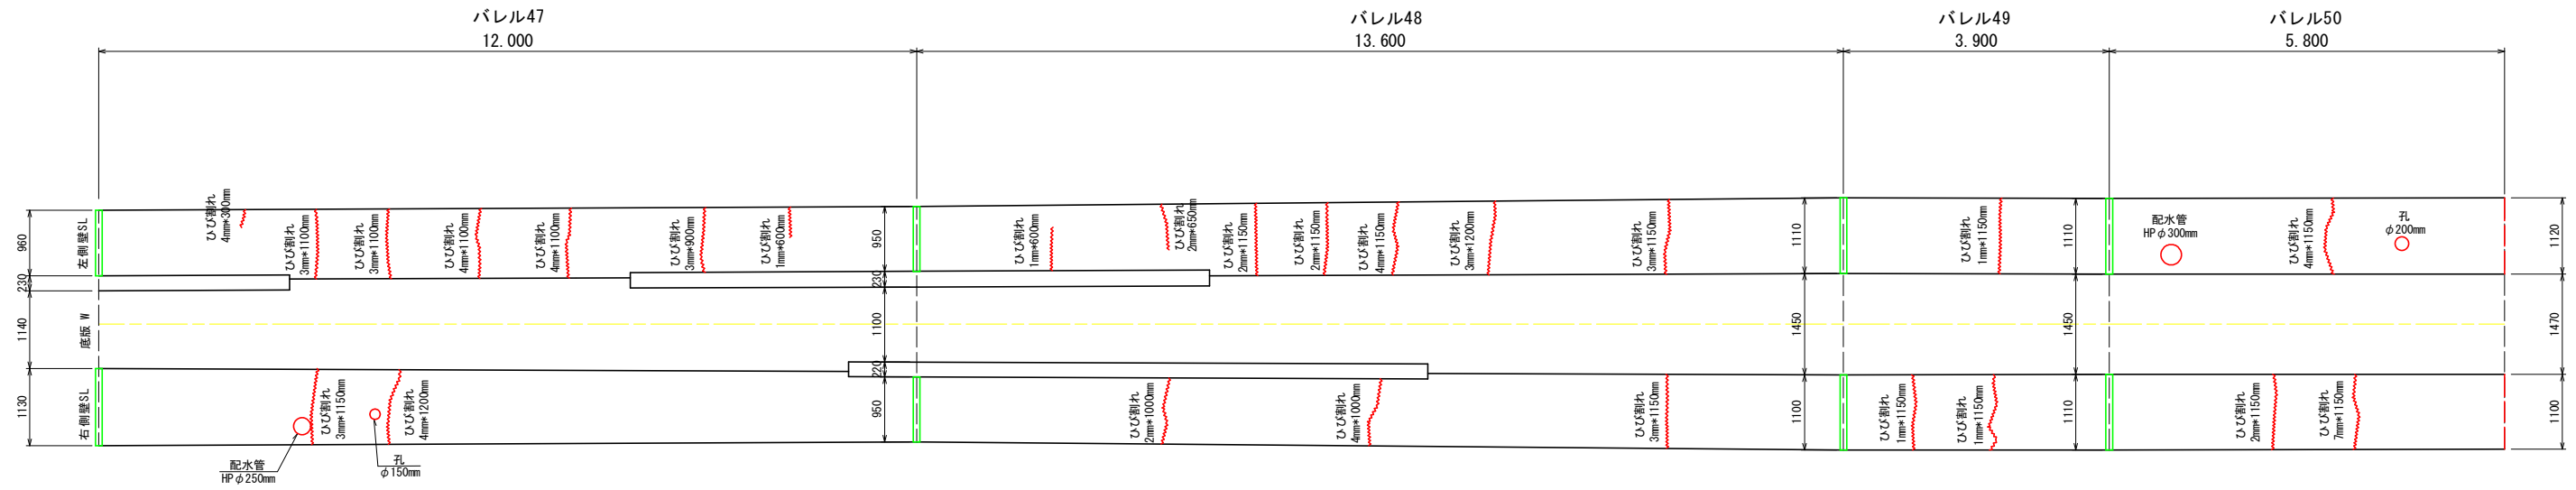 バレル47
バレル48
バレル49
バレル50
12.000
13.600
3.900
5.800
ひび割れ
4mm*300mm
ひび割れ
3mm*1100mm
ひび割れ
3mm*1100mm
ひび割れ
4mm*1100mm
ひび割れ
4mm*1100mm
ひび割れ
3mm*900mm
ひび割れ
1mm*600mm
ひび割れ
1mm*600mm
ひび割れ
2mm*650mm
ひび割れ
2mm*1150mm
ひび割れ
2mm*1150mm
ひび割れ
4mm*1150mm
ひび割れ
3mm*1200mm
ひび割れ
3mm*1150mm
ひび割れ
1mm*1150mm
配水管
HPφ300mm
ひび割れ
4mm*1150mm
孔
φ200mm
960
左側壁SL
950
1110
1110
1120
230
230
1140
底版 W
1100
1450
1450
1470
220
1130
右側壁SL
ひび割れ
3mm*1150mm
ひび割れ
4mm*1200mm
950
ひび割れ
2mm*1000mm
ひび割れ
4mm*1000mm
ひび割れ
3mm*1150mm
1100
ひび割れ
1mm*1150mm
ひび割れ
1mm*1150mm
1110
ひび割れ
2mm*1150mm
ひび割れ
7mm*1150mm
1100
配水管
HPφ250mm
孔
φ150mm